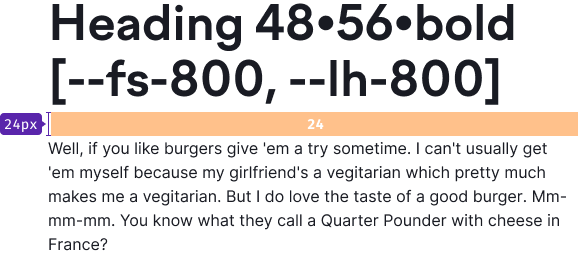 Heading 48•56•bold
[--fs-800, --lh-800]
24px
24
Well, if you like burgers give 'em a try sometime. I can't usually get
'em myself because my girlfriend's a vegitarian which pretty much
makes me a vegitarian. But I do love the taste of a good burger. Mm-
mm-mm. You know what they call a Quarter Pounder with cheese in
France?